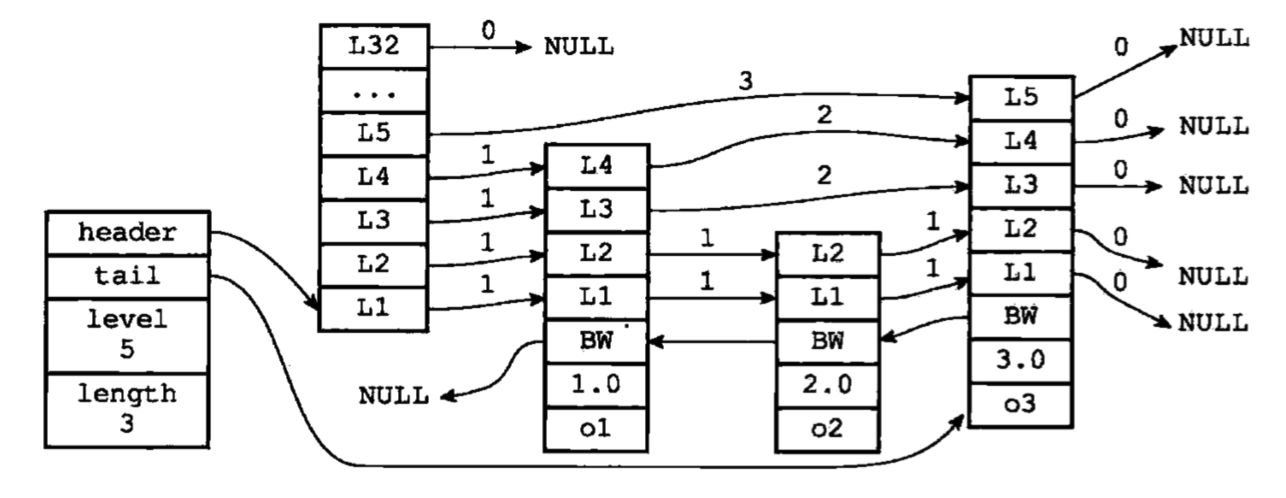 header
tail
level
5
length
3
L32
...
L5
L4
L3
L2
L1
0
NULL
3
1
1
1
1
L4
L3
L2
L1
BW
1.0
o1
NULL
2
2
1
1
L2
L1
BW
2.0
o2
1
1
L5
L4
L3
L2
L1
BW
3.0
o3
0
NULL
0
NULL
0
NULL
0
NULL
0
NULL